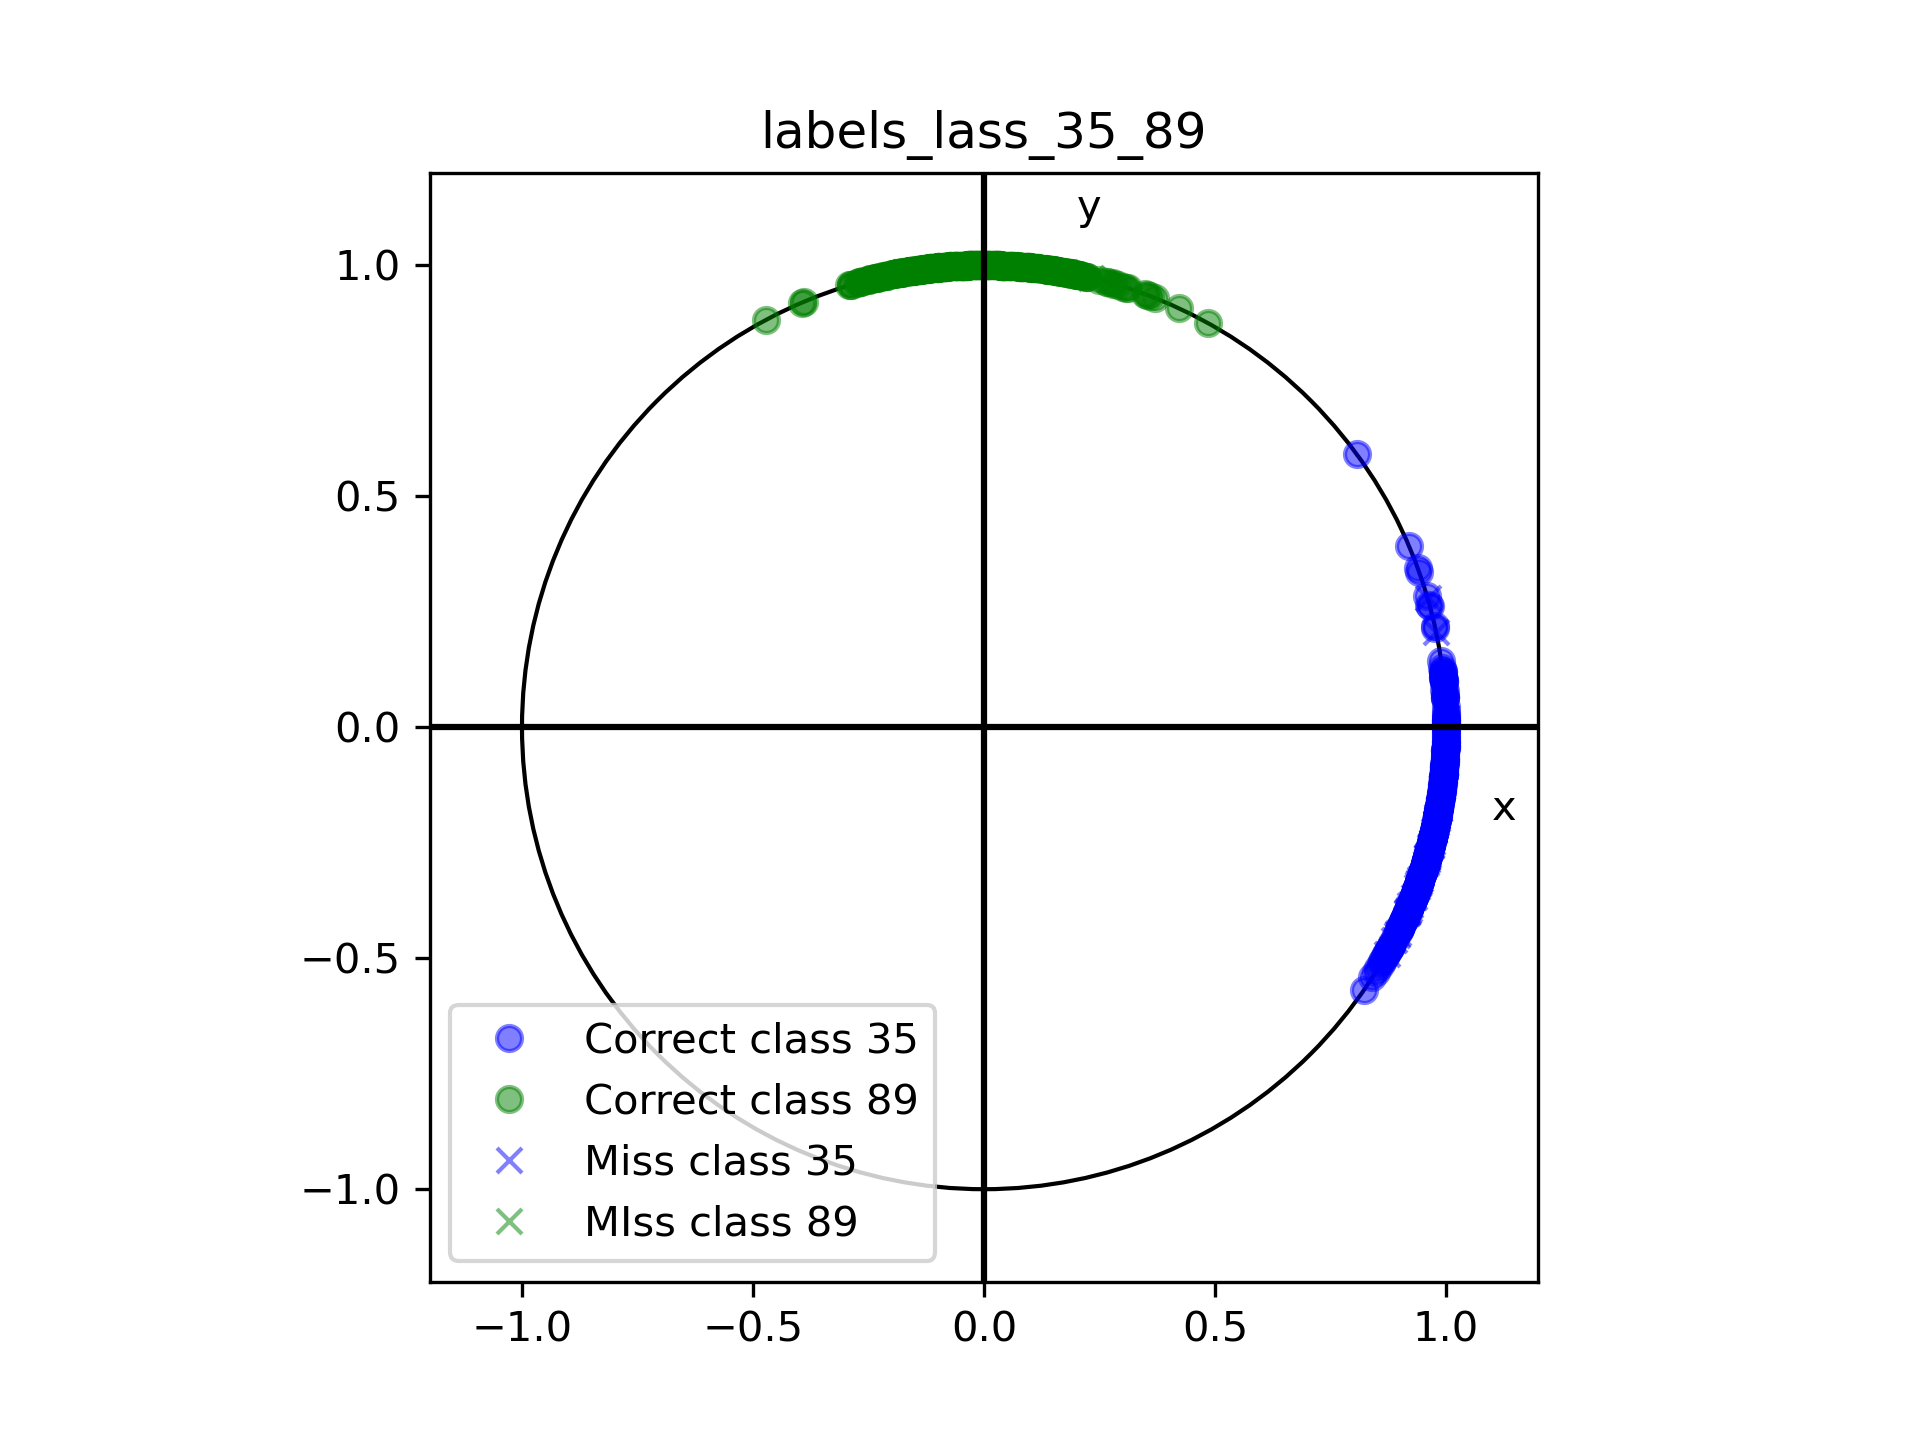 labels_lass_35_89
y
1.0
0.5
0.0
−0.5
−1.0
x
Correct class 35
Correct class 89
Miss class 35
MIss class 89
−1.0 −0.5 0.0 0.5 1.0